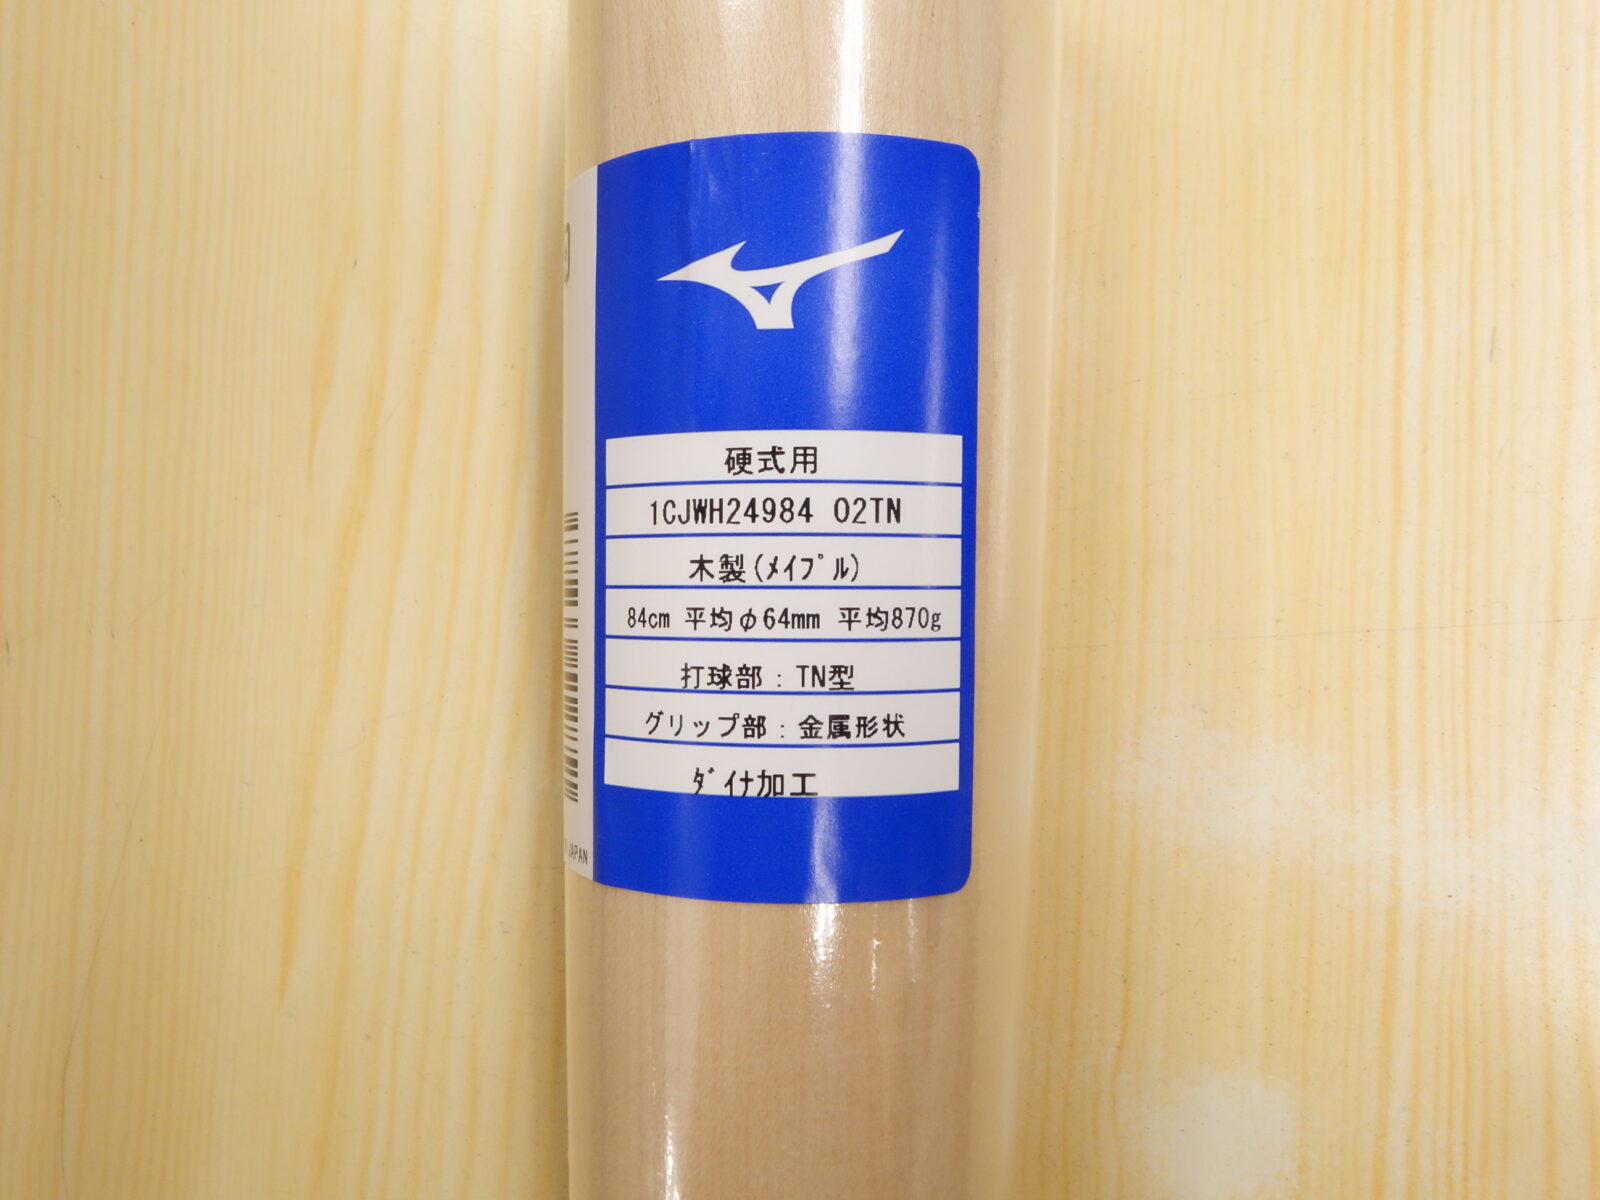 硬式用
1CJWH24984 02TN
木製(ﾒｲﾌﾟﾙ)
84cm 平均φ64mm 平均870g
打球部：TN型
グリップ部：金属形状
ﾀﾞｲﾅ加工
JAPAN